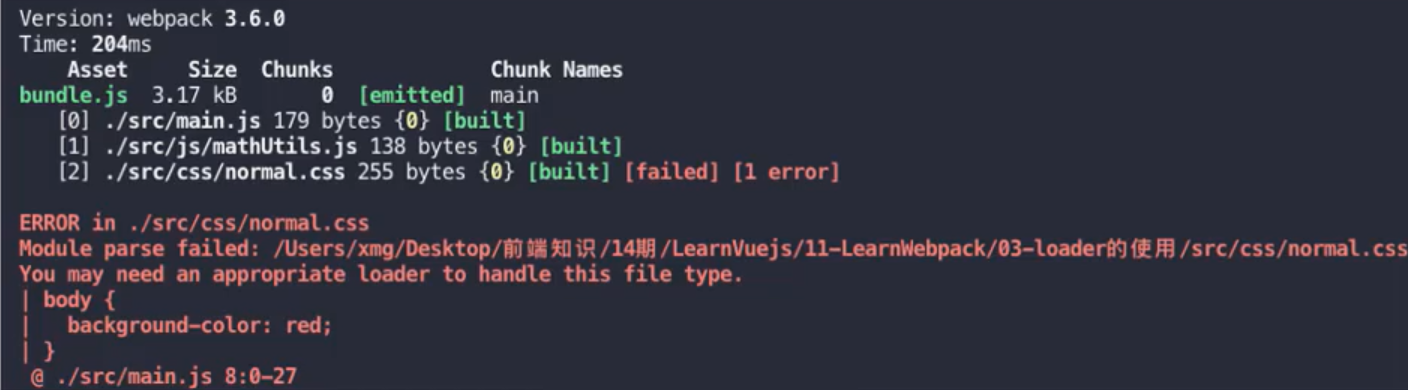 Version: webpack 3.6.0
Time: 204ms
Asset Size Chunks Chunk Names
bundle.js 3.17 kB 0 [emitted] main
[0] ./src/main.js 179 bytes {0} [built]
[1] ./src/js/mathUtils.js 138 bytes {0} [built]
[2] ./src/css/normal.css 255 bytes {0} [built] [failed] [1 error]
ERROR in ./src/css/normal.css
Module parse failed: /Users/xmg/Desktop/前端知识/14期/LearnVuejs/11-LearnWebpack/03-loader的使用/src/css/normal.css
You may need an appropriate loader to handle this file type.
| body {
|   background-color: red;
| }
@ ./src/main.js 8:0-27